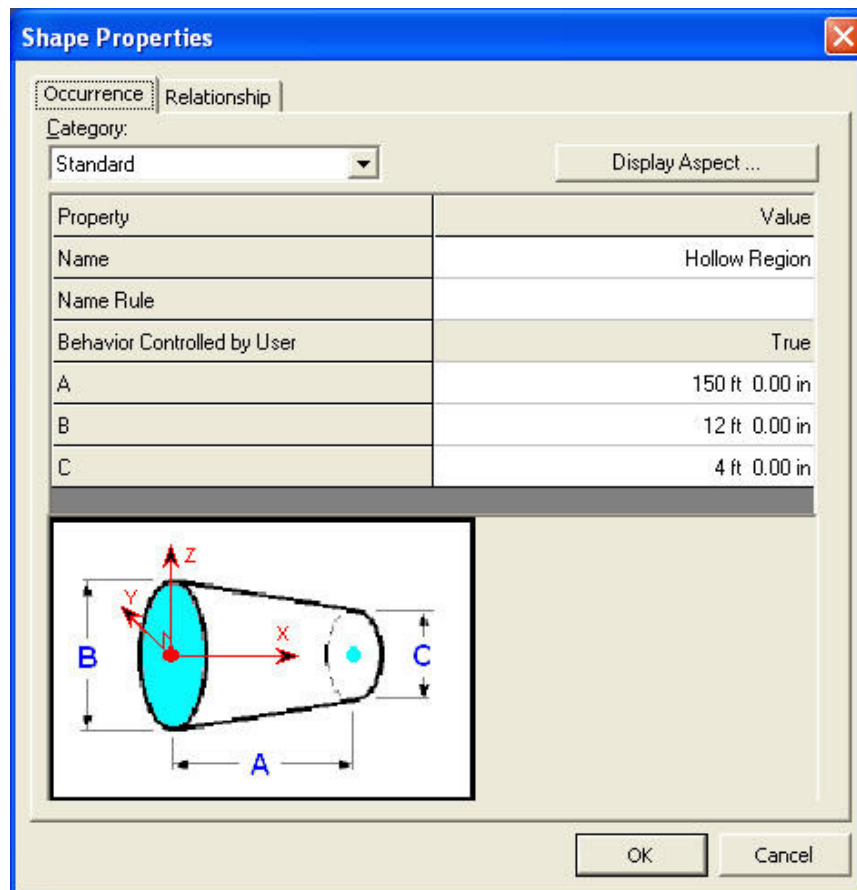 Shape Properties
Occurrence Relationship
Category:
Standard Display Aspect ...
Property Value
Name Hollow Region
Name Rule
Behavior Controlled by User True
A 150 ft 0.00 in
B 12 ft 0.00 in
C 4 ft 0.00 in
Z
Y
X
B C
A
OK Cancel